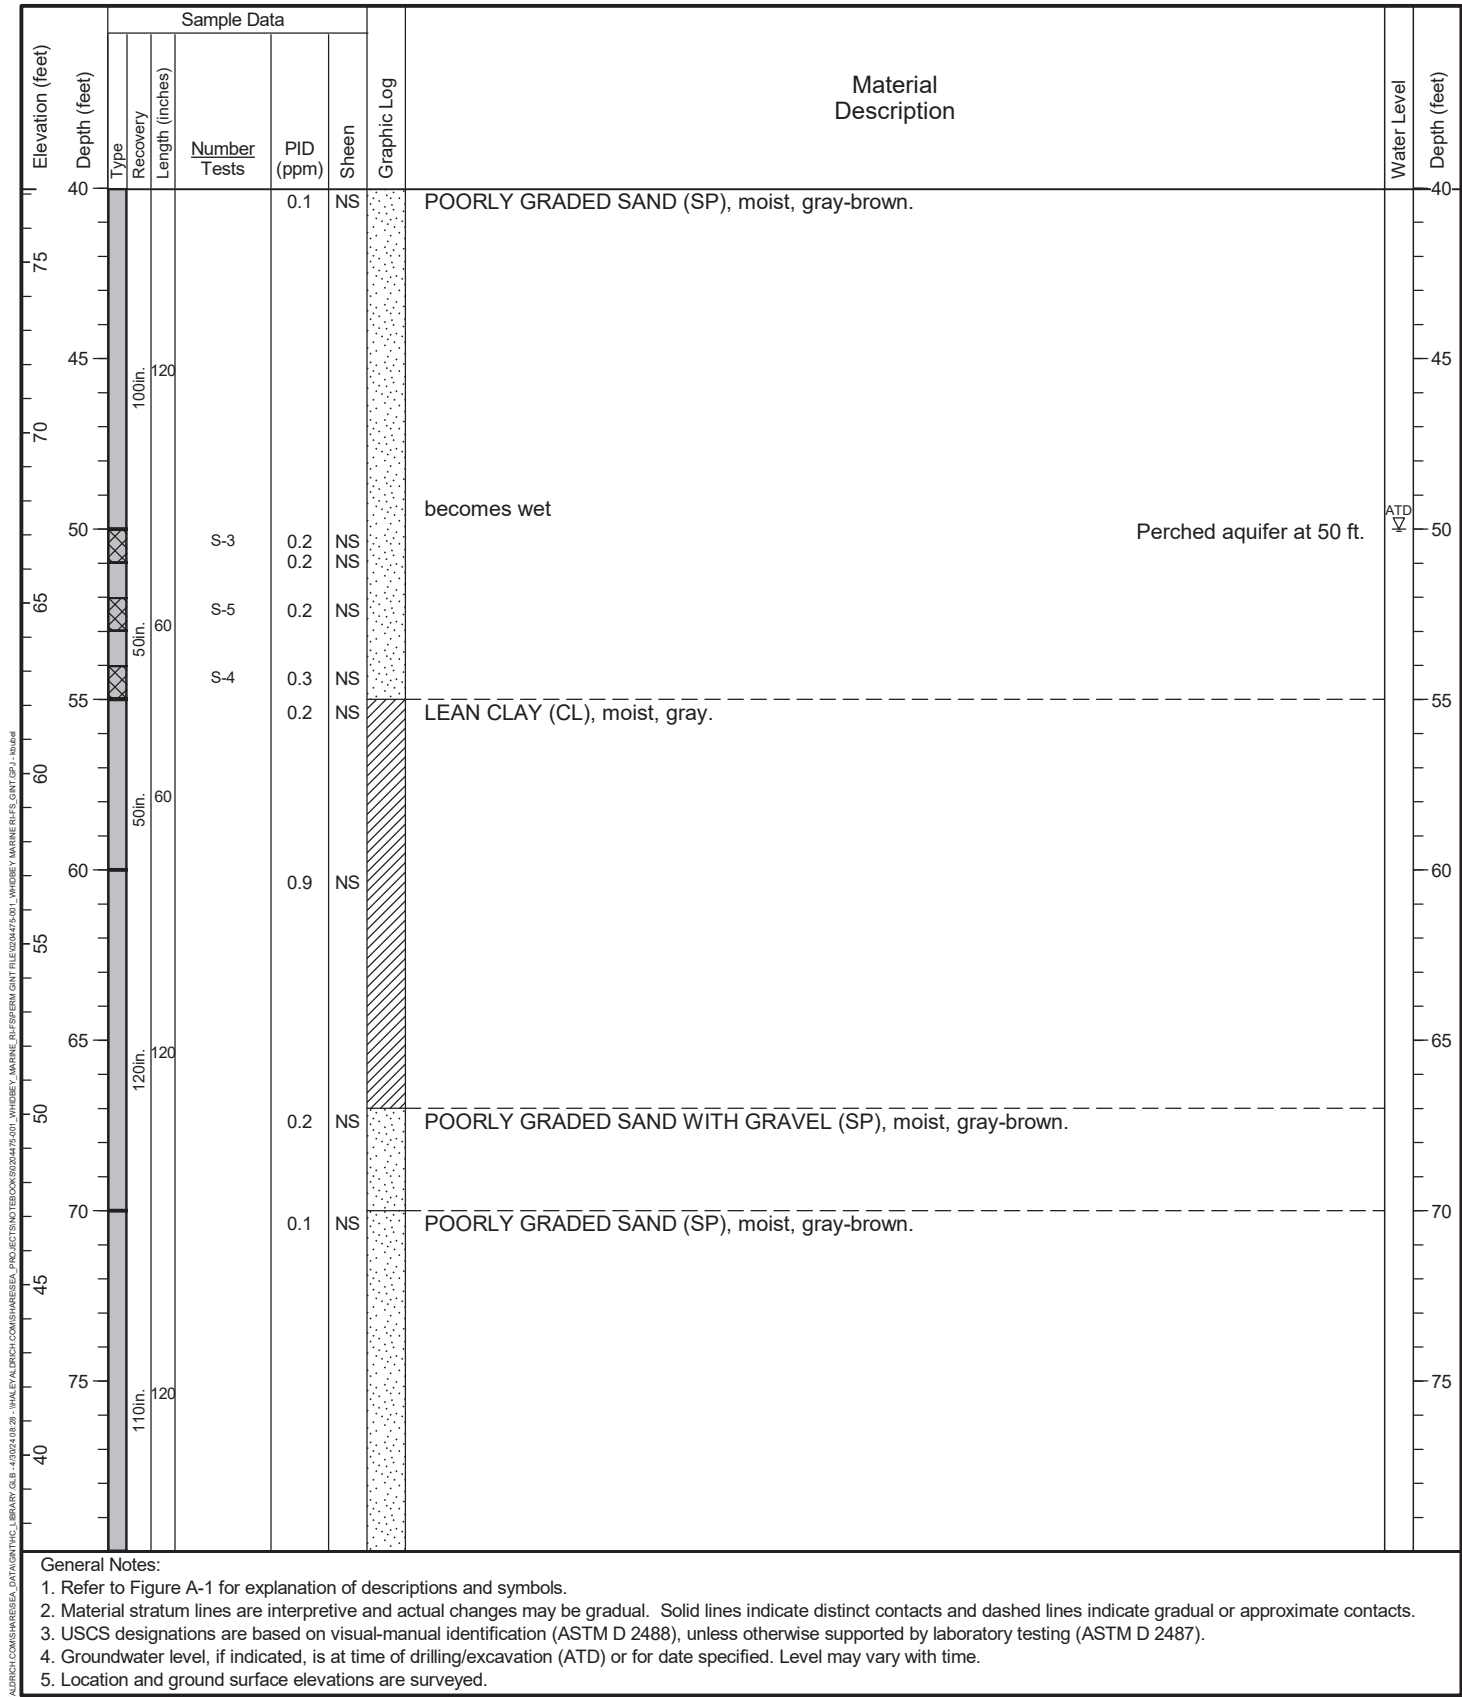 Sample Data
Elevation (feet)
Depth (feet)
Type
Recovery
Length (inches)
Number
Tests
PID
(ppm)
Sheen
Graphic Log
Material
Description
Water Level
Depth (feet)
40 0.1 NS POORLY GRADED SAND (SP), moist, gray-brown. 40
75
45 45
100in. 120
70
becomes wet
ATD
50 Perched aquifer at 50 ft. 50
S-3 0.2 NS
0.2 NS
65 S-5 0.2 NS
50in. 60
S-4 0.3 NS
55 55
0.2 NS LEAN CLAY (CL), moist, gray.
60
50in. 60
60 60
0.9 NS
55
65 65
120in. 120
50
0.2 NS POORLY GRADED SAND WITH GRAVEL (SP), moist, gray-brown.
70 70
0.1 NS POORLY GRADED SAND (SP), moist, gray-brown.
45
75 75
110in. 120
40
General Notes:
1. Refer to Figure A-1 for explanation of descriptions and symbols.
2. Material stratum lines are interpretive and actual changes may be gradual. Solid lines indicate distinct contacts and dashed lines indicate gradual or approximate contacts.
3. USCS designations are based on visual-manual identification (ASTM D 2488), unless otherwise supported by laboratory testing (ASTM D 2487).
4. Groundwater level, if indicated, is at time of drilling/excavation (ATD) or for date specified. Level may vary with time.
5. Location and ground surface elevations are surveyed.